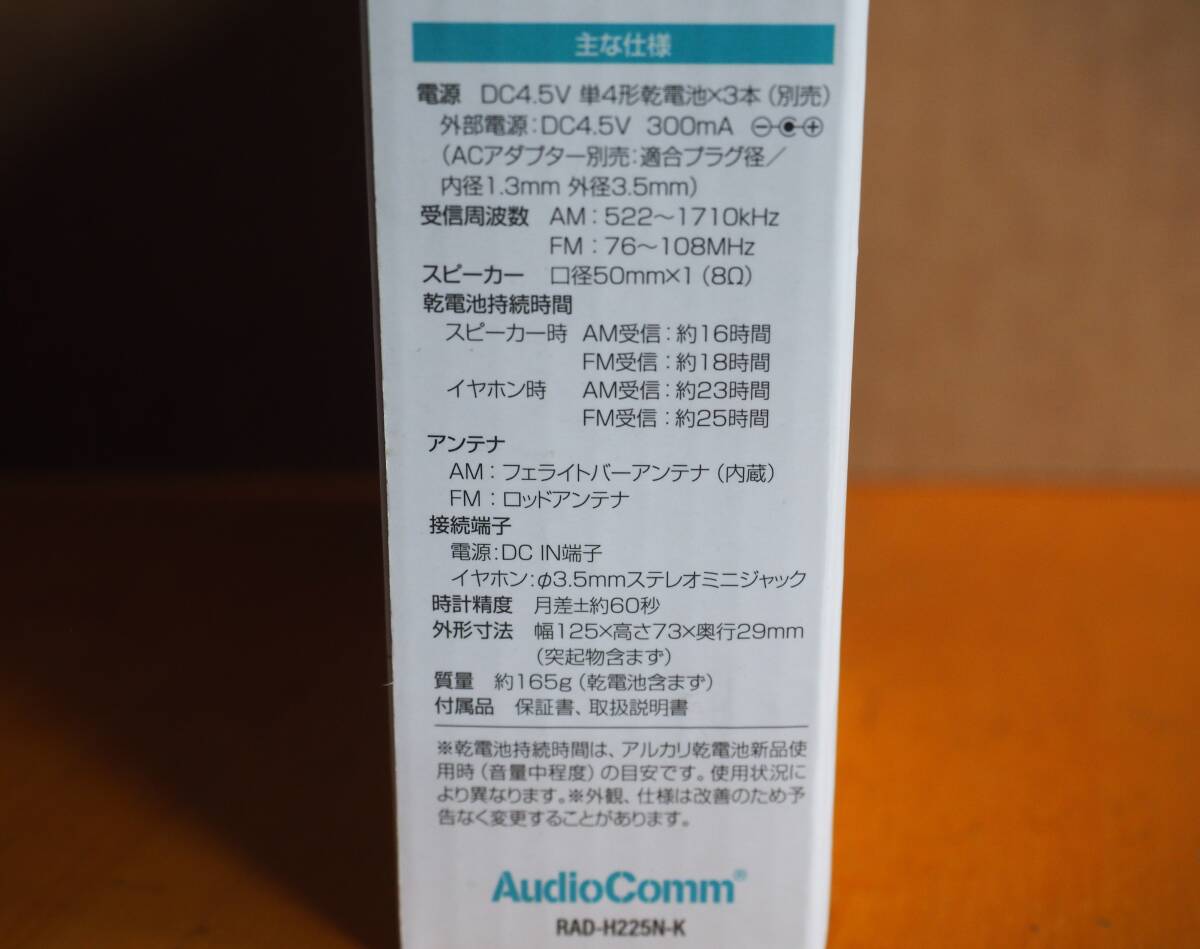 主な仕様
電源 DC4.5V 単4形乾電池×3本(別売)
外部電源:DC4.5V 300mA ⊖-⊕
(ACアダプター別売:適合プラグ径/
内径1.3mm 外径3.5mm)
受信周波数 AM:522〜1710kHz
FM:76〜108MHz
スピーカー 口径50mm×1(8Ω)
乾電池持続時間
スピーカー時 AM受信:約16時間
FM受信:約18時間
イヤホン時 AM受信:約23時間
FM受信:約25時間
アンテナ
AM:フェライトバーアンテナ(内蔵)
FM:ロッドアンテナ
接続端子
電源:DC IN端子
イヤホン:φ3.5mmステレオミニジャック
時計精度 月差±約60秒
外形寸法 幅125×高さ73×奥行29mm
(突起物含まず)
質量 約165g(乾電池含まず)
付属品 保証書、取扱説明書
※乾電池持続時間は、アルカリ乾電池新品使
用時(音量中程度)の目安です。使用状況に
より異なります。※外観、仕様は改善のため予
告なく変更することがあります。
AudioComm®
RAD-H225N-K